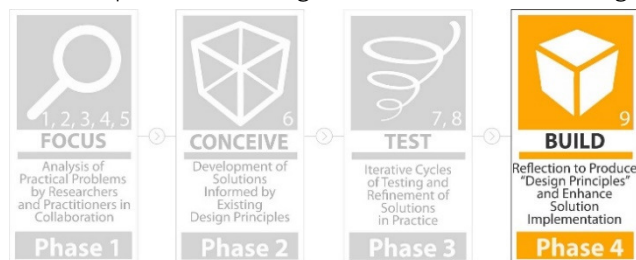 1, 2, 3, 4, 5
FOCUS
Analysis of
Practical Problems
by Researchers
and Practitioners in
Collaboration
Phase 1
6
CONCEIVE
Development of
Solutions
Informed by
Existing
Design Principles
Phase 2
7, 8
TEST
Iterative Cycles
of Testing and
Refinement of
Solutions
in Practice
Phase 3
9
BUILD
Reflection to Produce
"Design Principles"
and Enhance
Solution
Implementation
Phase 4